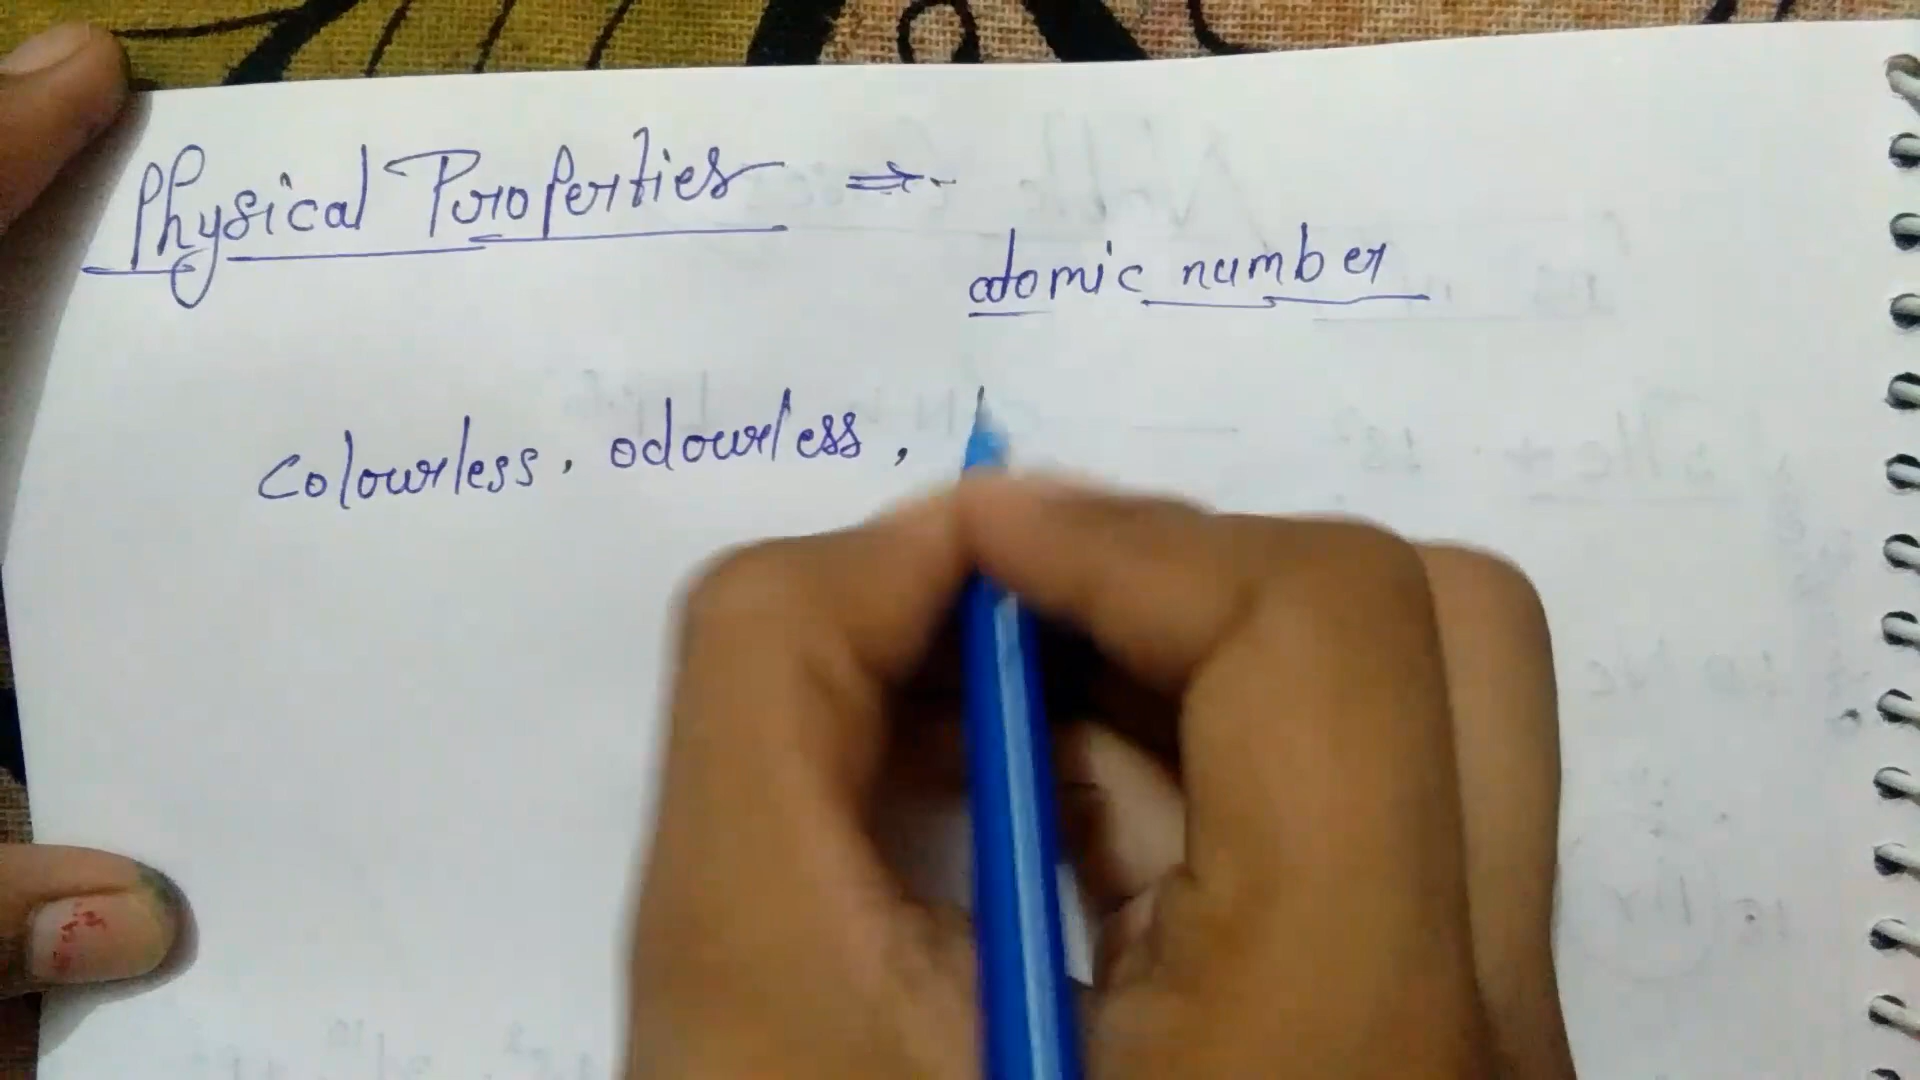 Physical Properties ⇒
atomic number
Colourless, odourless,